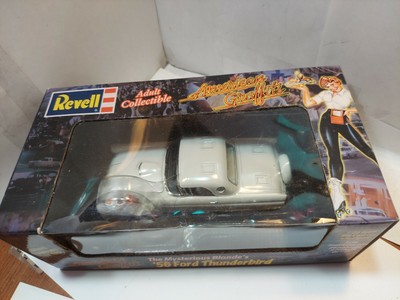 Revell
Adult
Collectible
American
Graffiti
The Mysterious Blonde's
'56 Ford Thunderbird